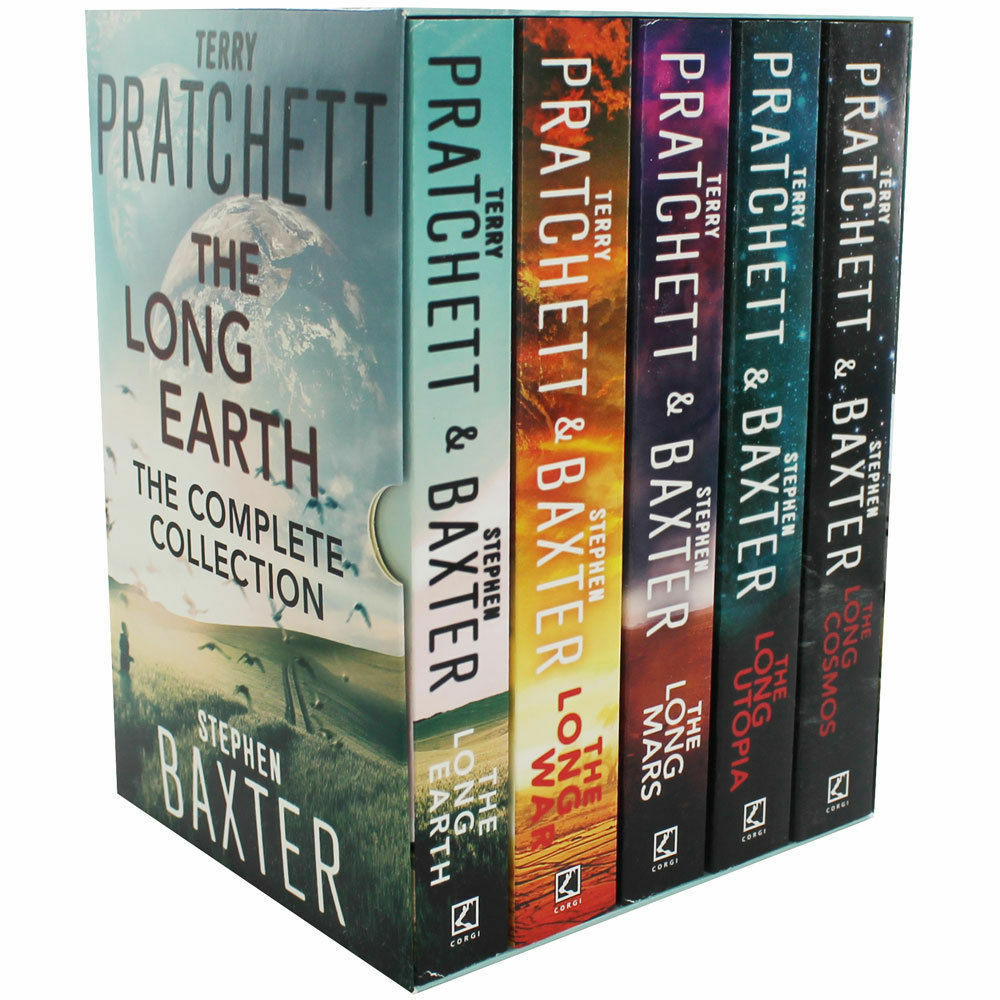 TERRY
PRATCHETT
THE
LONG
EARTH
THE COMPLETE
COLLECTION
STEPHEN
BAXTER
TERRY
PRATCHETT & BAXTER
STEPHEN
THE
LONG
EARTH
CORGI
TERRY
PRATCHETT & BAXTER
STEPHEN
THE
LONG
WAR
CORGI
TERRY
PRATCHETT & BAXTER
STEPHEN
THE
LONG
MARS
CORGI
TERRY
PRATCHETT & BAXTER
STEPHEN
THE
LONG
UTOPIA
CORGI
TERRY
PRATCHETT & BAXTER
STEPHEN
THE
LONG
COSMOS
CORGI